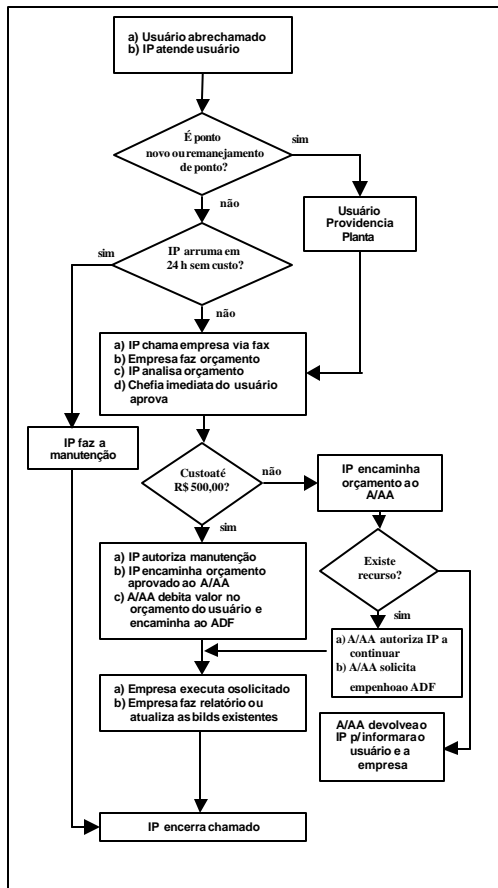 a) Usuário abrechamado
b) IP atende usuário
É ponto
novo ou remanejamento
de ponto?
sim
não
Usuário
Providencia
Planta
sim
IP arruma em
24 h sem custo?
não
a) IP chama empresa via fax
b) Empresa faz orçamento
c) IP analisa orçamento
d) Chefia imediata do usuário
aprova
IP faz a
manutenção
Custoaté
R$ 500,00?
não
IP encaminha
orçamento ao
A/AA
sim
a) IP autoriza manutenção
b) IP encaminha orçamento
aprovado ao A/AA
c) A/AA debita valor no
orçamento do usuário e
encaminha ao ADF
Existe
recurso?
sim
a) A/AA autoriza IP a
continuar
b) A/AA solicita
empenhoao ADF
a) Empresa executa osolicitado
b) Empresa faz relatório ou
atualiza as bilds existentes
A/AA devolveao
IP p/informarao
usuário e a
empresa
IP encerra chamado